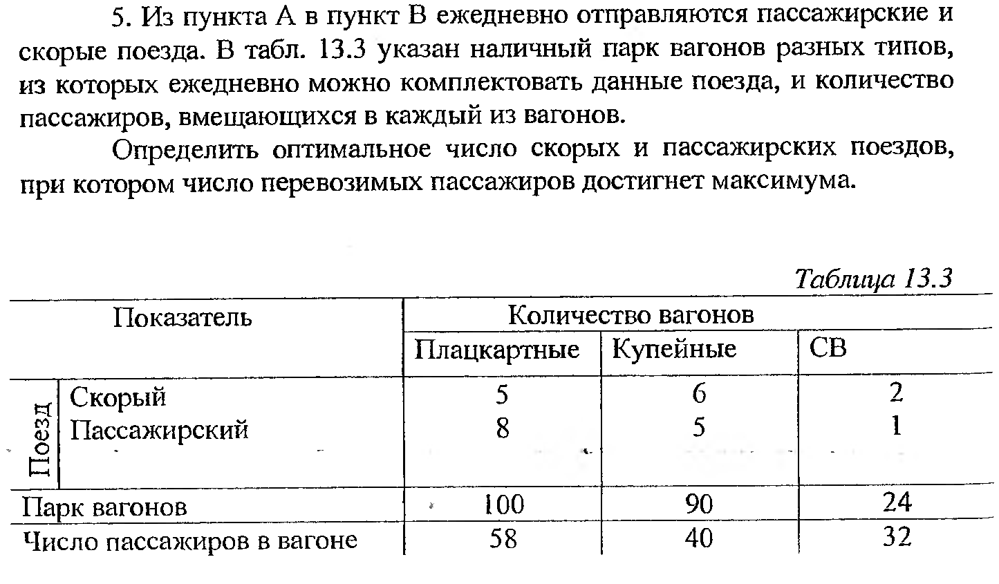 5. Из пункта А в пункт В ежедневно отправляются пассажирские и
скорые поезда. В табл. 13.3 указан наличный парк вагонов разных типов,
из которых ежедневно можно комплектовать данные поезда, и количество
пассажиров, вмещающихся в каждый из вагонов.
Определить оптимальное число скорых и пассажирских поездов,
при котором число перевозимых пассажиров достигнет максимума.
Таблица 13.3
Показатель Количество вагонов
Плацкартные Купейные СВ
Поезд
Скорый 5 6 2
Пассажирский 8 5 1
Парк вагонов 100 90 24
Число пассажиров в вагоне 58 40 32